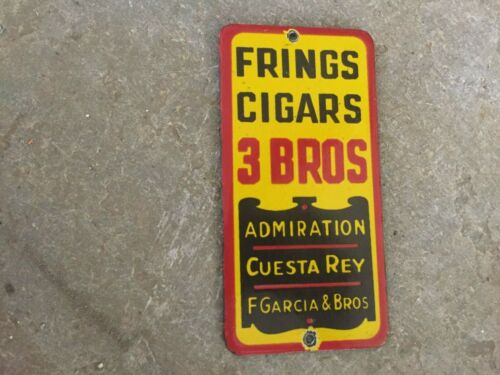 FRINGS
CIGARS
3 BROS
ADMIRATION
CUESTA REY
F GARCIA & BROS